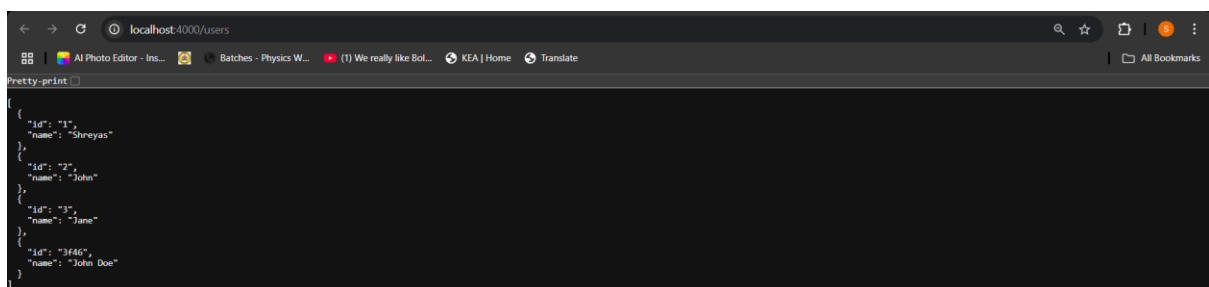 localhost:4000/users
S
AI Photo Editor - Ins... Batches - Physics W... (1) We really like Bol... KEA | Home Translate All Bookmarks
Pretty-print
[
  {
    "id": "1",
    "name": "Shreyas"
  },
  {
    "id": "2",
    "name": "John"
  },
  {
    "id": "3",
    "name": "Jane"
  },
  {
    "id": "3f46",
    "name": "John Doe"
  }
]